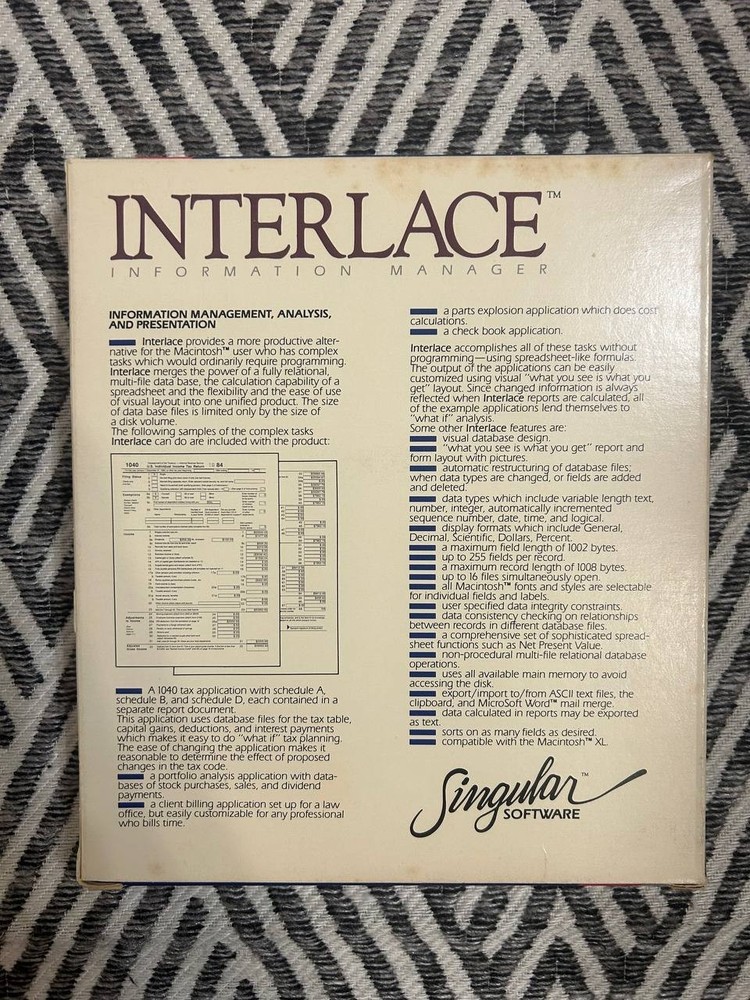 INTERLACE™
INFORMATION MANAGER
INFORMATION MANAGEMENT, ANALYSIS,
AND PRESENTATION
Interlace provides a more productive alter-
native for the Macintosh™ user who has complex
tasks which would ordinarily require programming.
Interlace merges the power of a fully relational,
multi-file data base, the calculation capability of a
spreadsheet and the flexibility and the ease of use
of visual layout into one unified product. The size
of data base files is limited only by the size of
a disk volume.
The following samples of the complex tasks
Interlace can do are included with the product:
1040
U.S. Individual Income Tax Return 1984
A 1040 tax application with schedule A,
schedule B, and schedule D, each contained in a
separate report document.
This application uses database files for the tax table,
capital gains, deductions, and interest payments
which makes it easy to do "what if" tax planning.
The ease of changing the application makes it
reasonable to determine the effect of proposed
changes in the tax code.
a portfolio analysis application with data-
bases of stock purchases, sales, and dividend
payments.
a client billing application set up for a law
office, but easily customizable for any professional
who bills time.
a parts explosion application which does cost
calculations.
a check book application.
Interlace accomplishes all of these tasks without
programming—using spreadsheet-like formulas.
The output of the applications can be easily
customized using visual "what you see is what you
get" layout. Since changed information is always
reflected when Interlace reports are calculated, all
of the example applications lend themselves to
"what if" analysis.
Some other Interlace features are:
visual database design.
"what you see is what you get" report and
form layout with pictures.
automatic restructuring of database files;
when data types are changed, or fields are added
and deleted.
data types which include variable length text,
number, integer, automatically incremented
sequence number, date, time, and logical.
display formats which include General,
Decimal, Scientific, Dollars, Percent.
a maximum field length of 1002 bytes.
up to 255 fields per record.
a maximum record length of 1008 bytes.
up to 16 files simultaneously open.
all Macintosh™ fonts and styles are selectable
for individual fields and labels.
user specified data integrity constraints.
data consistency checking on relationships
between records in different database files.
a comprehensive set of sophisticated spread-
sheet functions such as Net Present Value.
non-procedural multi-file relational database
operations.
uses all available main memory to avoid
accessing the disk.
export/import to/from ASCII text files, the
clipboard, and MicroSoft Word™ mail merge.
data calculated in reports may be exported
as text.
sorts on as many fields as desired.
compatible with the Macintosh™ XL.
Singular™
SOFTWARE